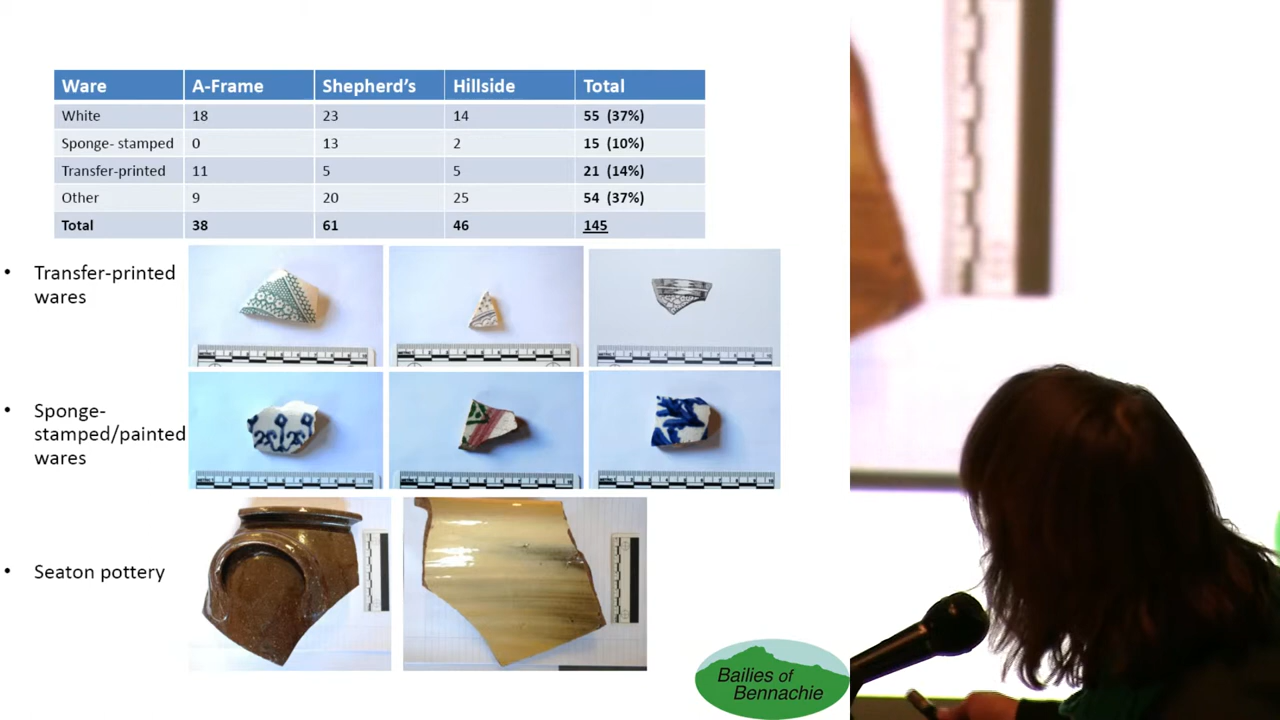 Ware A-Frame Shepherd's Hillside Total
White 18 23 14 55 (37%)
Sponge- stamped 0 13 2 15 (10%)
Transfer-printed 11 5 5 21 (14%)
Other 9 20 25 54 (37%)
Total 38 61 46 145
• Transfer-printed
wares
• Sponge-
stamped/painted
wares
• Seaton pottery
Bailies of
Bennachie